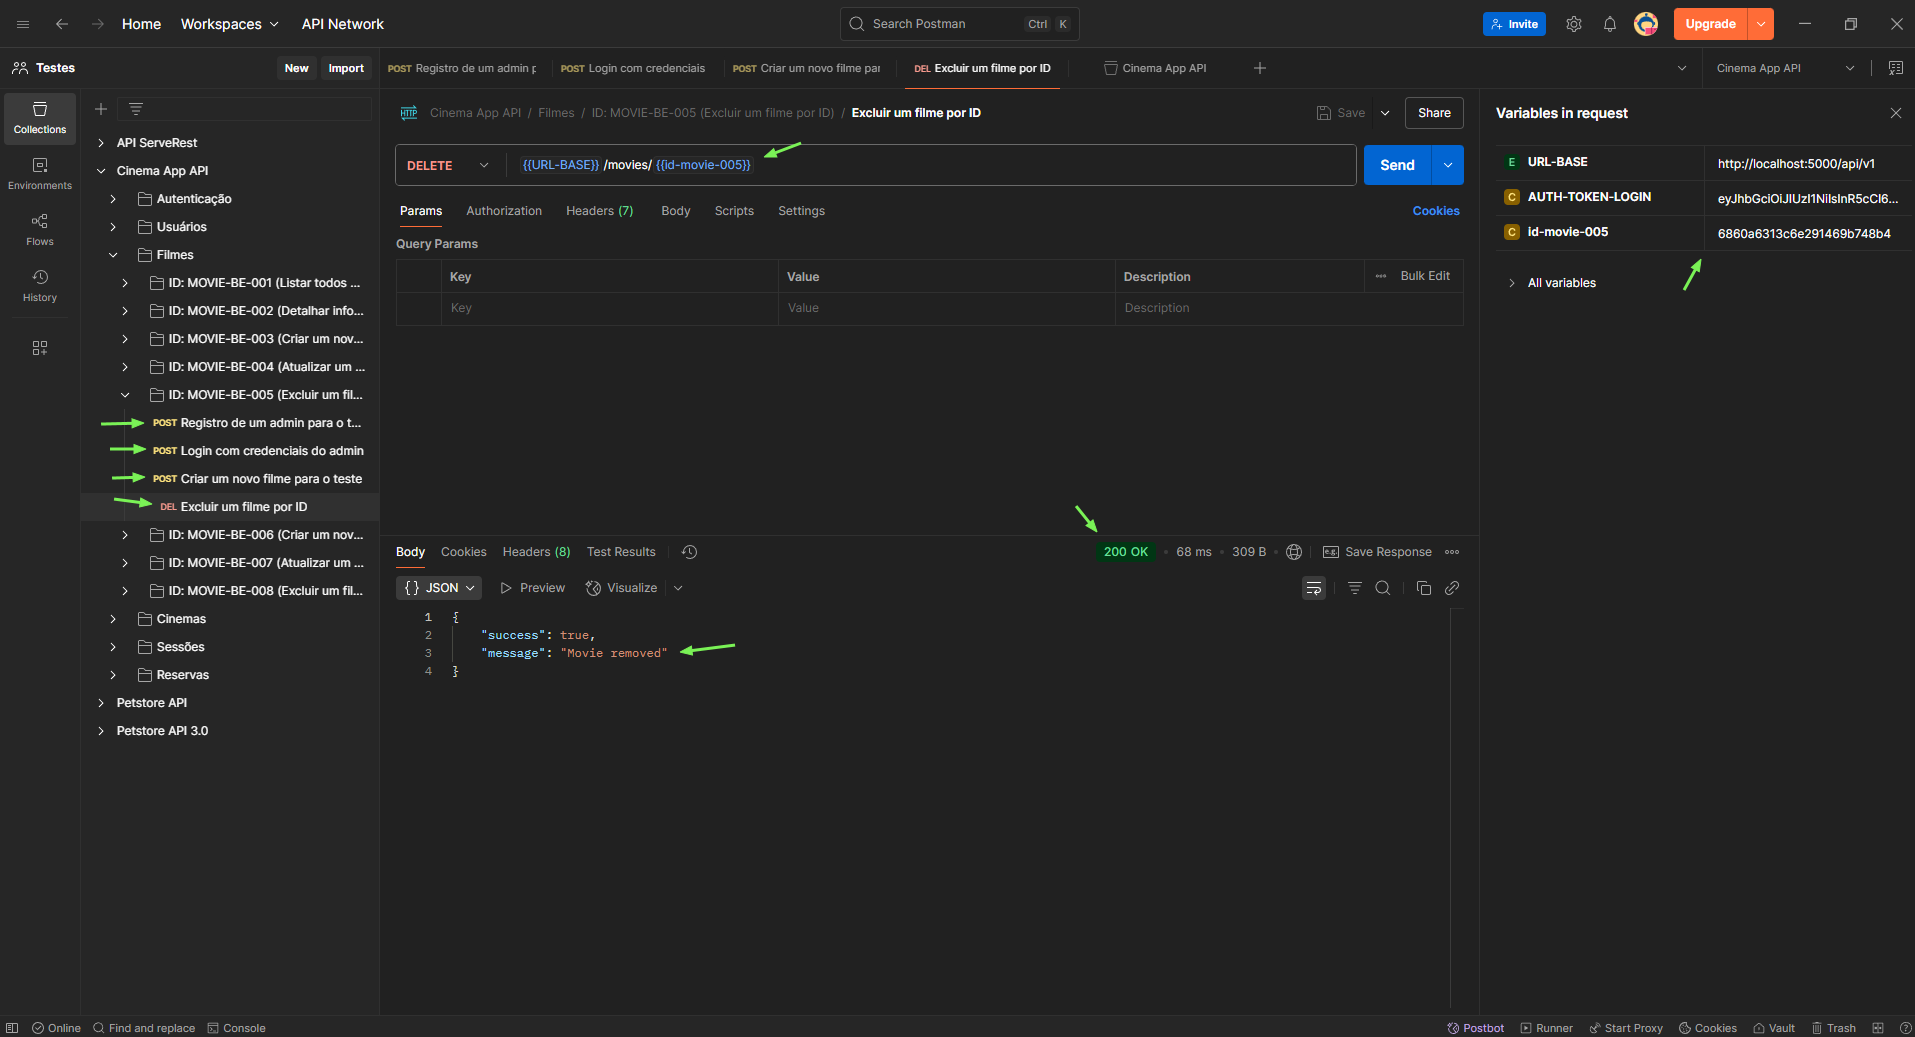 Home Workspaces API Network Search Postman Ctrl K Invite Upgrade
Testes New Import POST Registro de um admin p POST Login com credenciais POST Criar um novo filme par DEL Excluir um filme por ID Cinema App API Cinema App API
Collections
Environments
Flows
History
API ServeRest
Cinema App API
Autenticação
Usuários
Filmes
ID: MOVIE-BE-001 (Listar todos ...
ID: MOVIE-BE-002 (Detalhar info...
ID: MOVIE-BE-003 (Criar um nov...
ID: MOVIE-BE-004 (Atualizar um ...
ID: MOVIE-BE-005 (Excluir um fil...
POST Registro de um admin para o t...
POST Login com credenciais do admin
POST Criar um novo filme para o teste
DEL Excluir um filme por ID
ID: MOVIE-BE-006 (Criar um nov...
ID: MOVIE-BE-007 (Atualizar um ...
ID: MOVIE-BE-008 (Excluir um fil...
Cinemas
Sessões
Reservas
Petstore API
Petstore API 3.0
HTTP Cinema App API / Filmes / ID: MOVIE-BE-005 (Excluir um filme por ID) / Excluir um filme por ID Save Share
DELETE {{URL-BASE}} /movies/ {{id-movie-005}} Send
Params Authorization Headers (7) Body Scripts Settings Cookies
Query Params
Key Value Description Bulk Edit
Key Value Description
Body Cookies Headers (8) Test Results 200 OK 68 ms 309 B e.g. Save Response
{} JSON Preview Visualize
1 {
2 "success": true,
3 "message": "Movie removed"
4 }
Variables in request
E URL-BASE http://localhost:5000/api/v1
C AUTH-TOKEN-LOGIN eyJhbGciOiJIUzI1NiIsInR5cCI6...
C id-movie-005 6860a6313c6e291469b748b4
All variables
Online Find and replace Console Postbot Runner Start Proxy Cookies Vault Trash